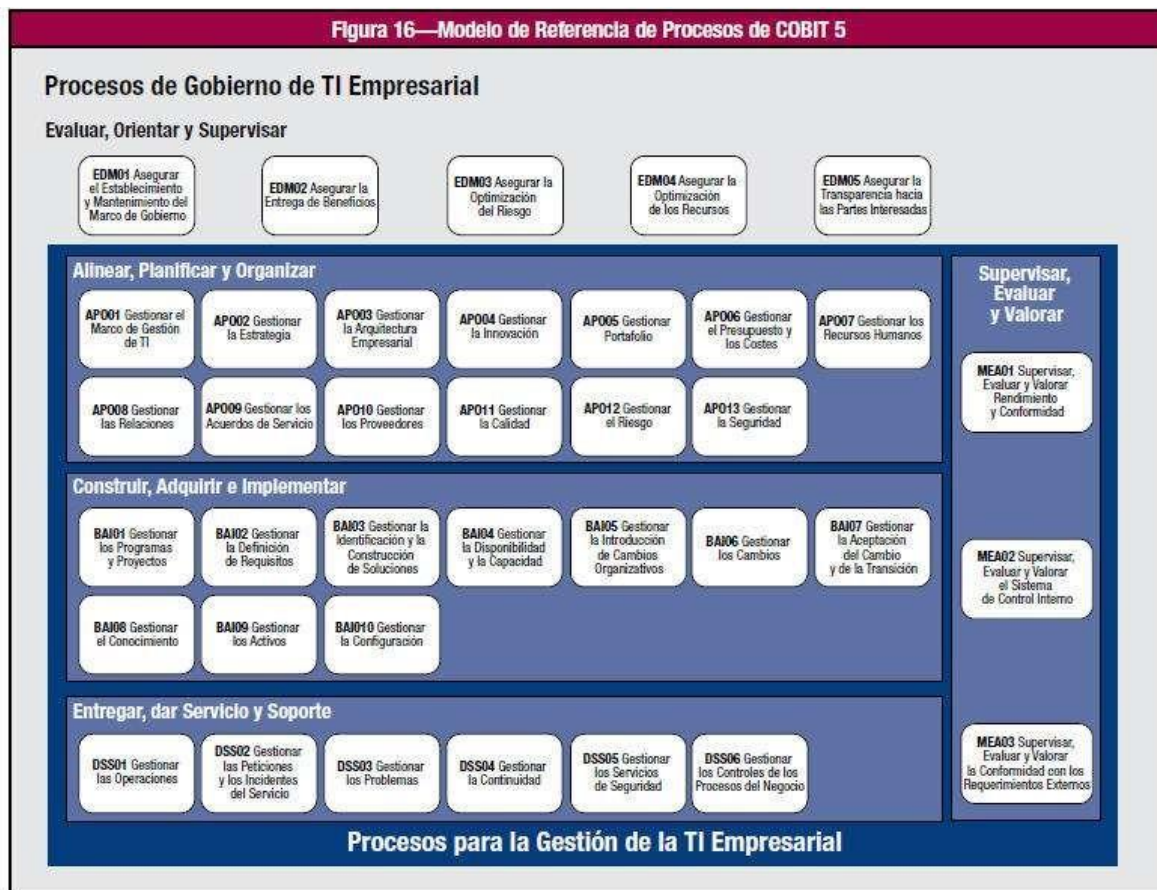 Figura 16—Modelo de Referencia de Procesos de COBIT 5
Procesos de Gobierno de TI Empresarial
Evaluar, Orientar y Supervisar
EDM01 Asegurar
el Establecimiento
y Mantenimiento del
Marco de Gobierno
EDM02 Asegurar la
Entrega de Beneficios
EDM03 Asegurar la
Optimización
del Riesgo
EDM04 Asegurar la
Optimización
de los Recursos
EDM05 Asegurar la
Transparencia hacia
las Partes Interesadas
Alinear, Planificar y Organizar
APO01 Gestionar el
Marco de Gestión
de TI
APO02 Gestionar
la Estrategia
APO03 Gestionar
la Arquitectura
Empresarial
APO04 Gestionar
la Innovación
APO05 Gestionar
Portafolio
APO06 Gestionar
el Presupuesto y
los Costes
APO07 Gestionar los
Recursos Humanos
APO08 Gestionar
las Relaciones
APO09 Gestionar los
Acuerdos de Servicio
APO10 Gestionar
los Proveedores
APO11 Gestionar
la Calidad
APO12 Gestionar
el Riesgo
APO13 Gestionar
la Seguridad
Construir, Adquirir e Implementar
BAI01 Gestionar
los Programas
y Proyectos
BAI02 Gestionar
la Definición
de Requisitos
BAI03 Gestionar la
Identificación y la
Construcción
de Soluciones
BAI04 Gestionar
la Disponibilidad
y la Capacidad
BAI05 Gestionar
la Introducción
de Cambios
Organizativos
BAI06 Gestionar
los Cambios
BAI07 Gestionar
la Aceptación
del Cambio
y de la Transición
BAI08 Gestionar
el Conocimiento
BAI09 Gestionar
los Activos
BAI010 Gestionar
la Configuración
Entregar, dar Servicio y Soporte
DSS01 Gestionar
las Operaciones
DSS02 Gestionar
las Peticiones
y los Incidentes
del Servicio
DSS03 Gestionar
los Problemas
DSS04 Gestionar
la Continuidad
DSS05 Gestionar
los Servicios
de Seguridad
DSS06 Gestionar
los Controles de los
Procesos del Negocio
Supervisar,
Evaluar
y Valorar
MEA01 Supervisar,
Evaluar y Valorar
Rendimiento
y Conformidad
MEA02 Supervisar,
Evaluar y Valorar
el Sistema
de Control Interno
MEA03 Supervisar,
Evaluar y Valorar
la Conformidad con los
Requerimientos Externos
Procesos para la Gestión de la TI Empresarial